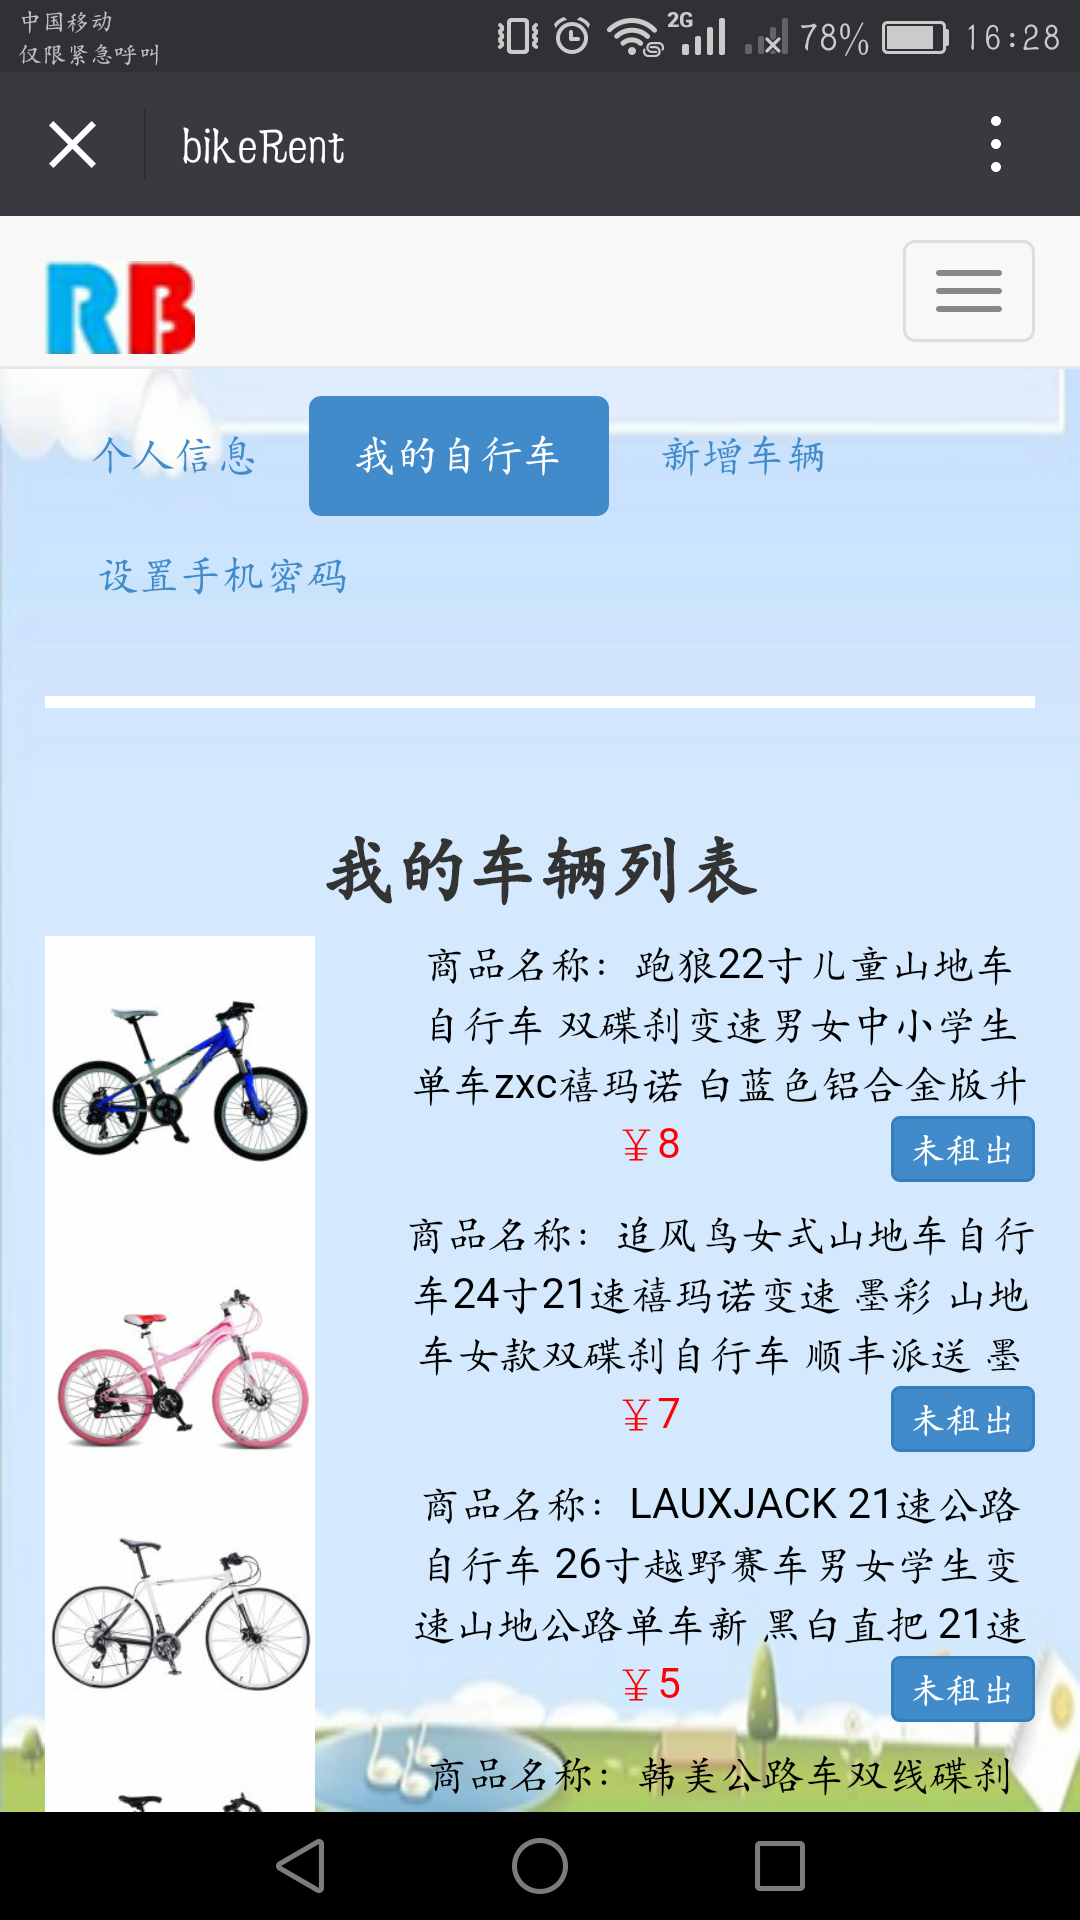 中国移动
仅限紧急呼叫
2G
78%
16:28
bikeRent
RB
个人信息
我的自行车
新增车辆
设置手机密码
我的车辆列表
商品名称：跑狼22寸儿童山地车
自行车 双碟刹变速男女中小学生
单车zxc禧玛诺 白蓝色铝合金版升
￥8
未租出
商品名称：追风鸟女式山地车自行
车24寸21速禧玛诺变速 墨彩 山地
车女款双碟刹自行车 顺丰派送 墨
￥7
未租出
商品名称：LAUXJACK 21速公路
自行车 26寸越野赛车男女学生变
速山地公路单车新 黑白直把 21速
￥5
未租出
商品名称：韩美公路车双线碟刹